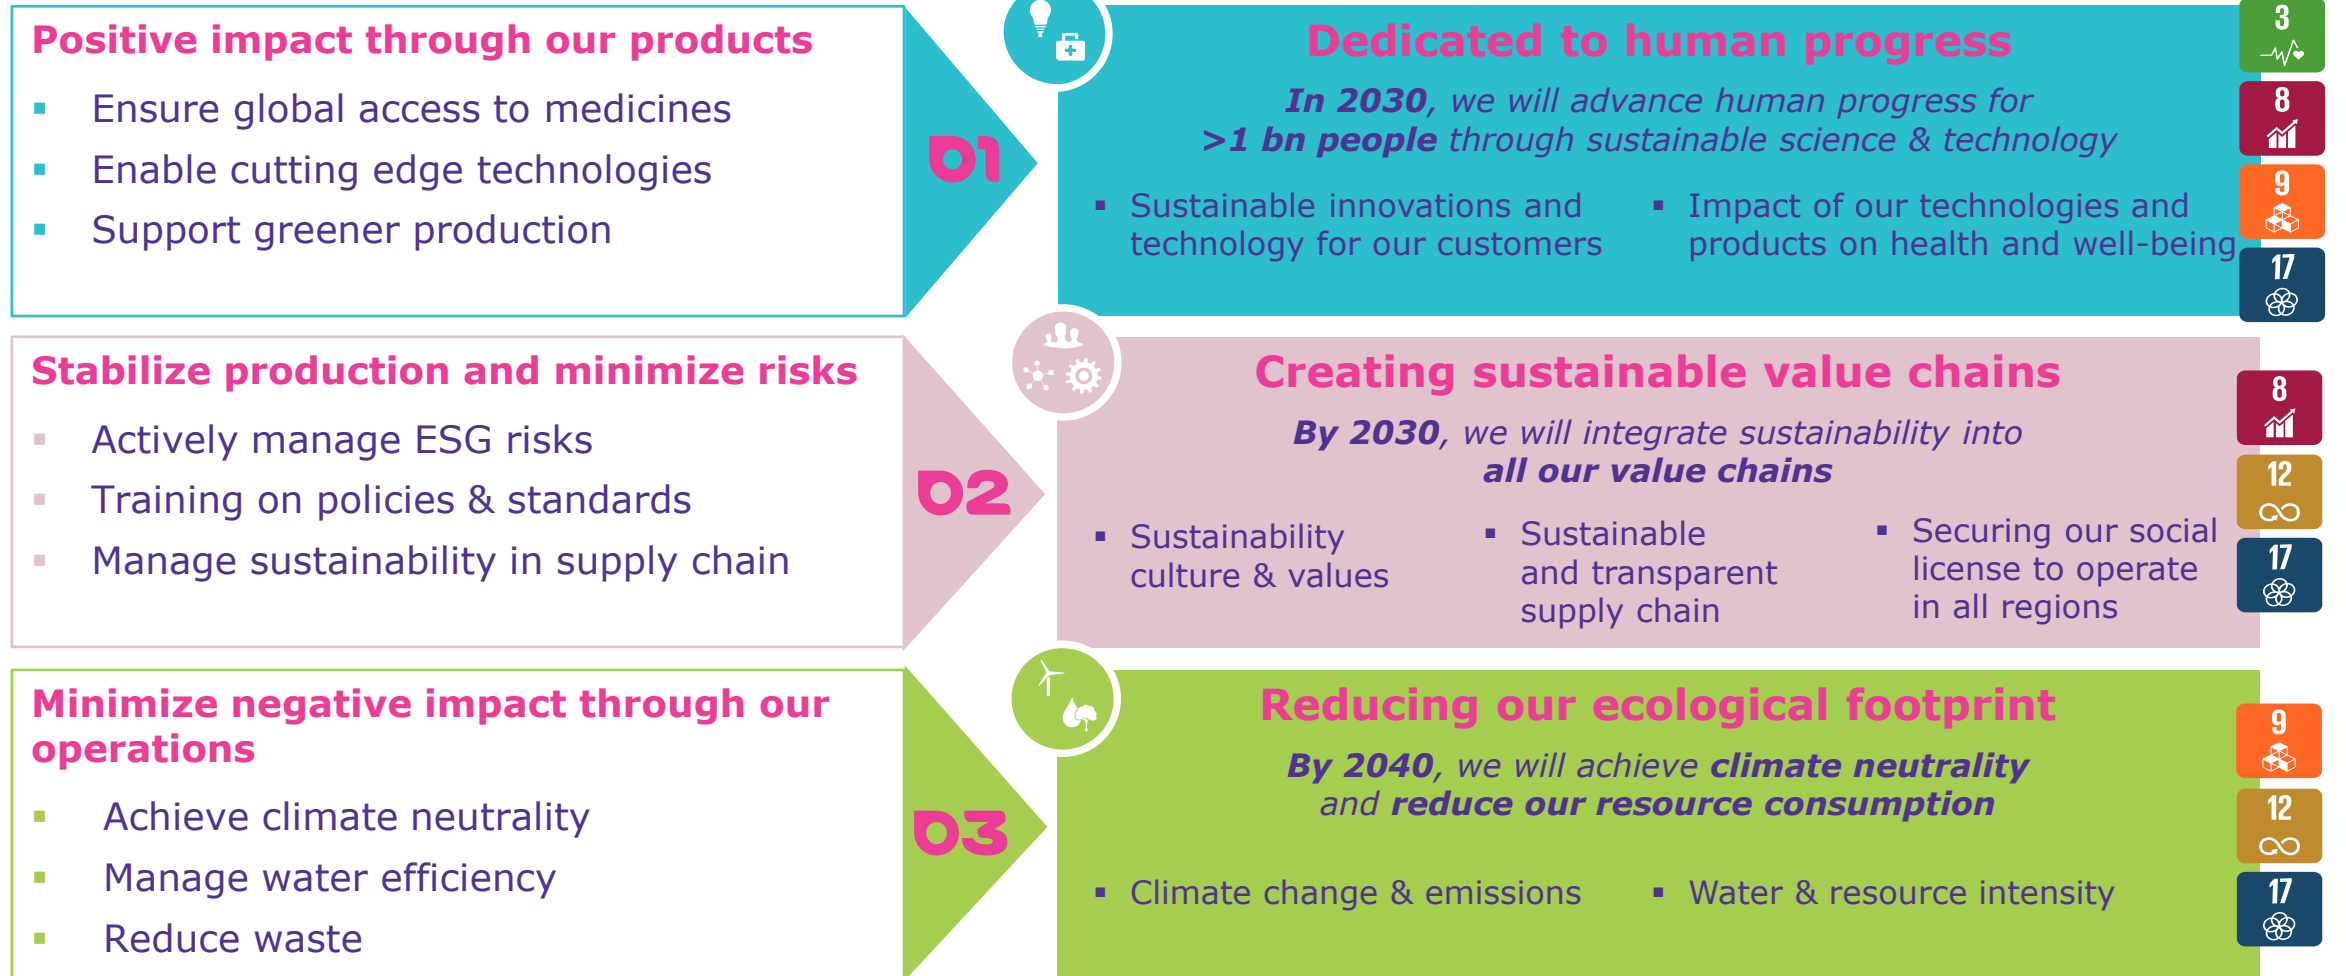 Positive impact through our products
▪ Ensure global access to medicines
▪ Enable cutting edge technologies
▪ Support greener production
01
Dedicated to human progress
In 2030, we will advance human progress for
>1 bn people through sustainable science & technology
▪ Sustainable innovations and
technology for our customers
▪ Impact of our technologies and
products on health and well-being
3
8
9
17
Stabilize production and minimize risks
▪ Actively manage ESG risks
▪ Training on policies & standards
▪ Manage sustainability in supply chain
02
Creating sustainable value chains
By 2030, we will integrate sustainability into
all our value chains
▪ Sustainability
culture & values
▪ Sustainable
and transparent
supply chain
▪ Securing our social
license to operate
in all regions
8
12
17
Minimize negative impact through our
operations
▪ Achieve climate neutrality
▪ Manage water efficiency
▪ Reduce waste
03
Reducing our ecological footprint
By 2040, we will achieve climate neutrality
and reduce our resource consumption
▪ Climate change & emissions
▪ Water & resource intensity
9
12
17